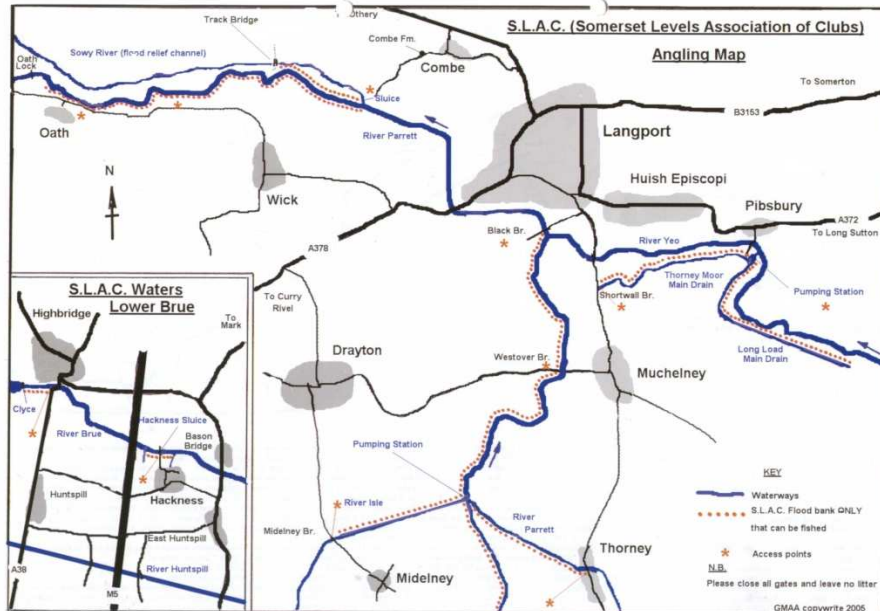 S.L.A.C. (Somerset Levels Association of Clubs)
Angling Map
Track Bridge
Othery
Sowy River (flood relief channel)
Combe Fm.
Combe
Oath
Lock
Sluice
To Somerton
B3153
Oath
River Parrett
Langport
Huish Episcopi
N
Wick
Pibsbury
A372
To Long Sutton
A378
Black Br.
River Yeo
Thorney Moor
Main Drain
Pumping Station
Shortwall Br.
To Curry
Rivel
Long Load
Main Drain
Drayton
Westover Br.
Muchelney
Pumping Station
River Isle
River
Parrett
Midelney Br.
Midelney
Thorney
S.L.A.C. Waters
Lower Brue
Highbridge
To
Mark
Clyce
Hackness Sluice
River Brue
Bason
Bridge
Huntspill
Hackness
East Huntspill
A38
River Huntspill
M5
KEY
Waterways
S.L.A.C. Flood bank ONLY
that can be fished
Access points
N.B.
Please close all gates and leave no litter
GMAA copywrite 2005